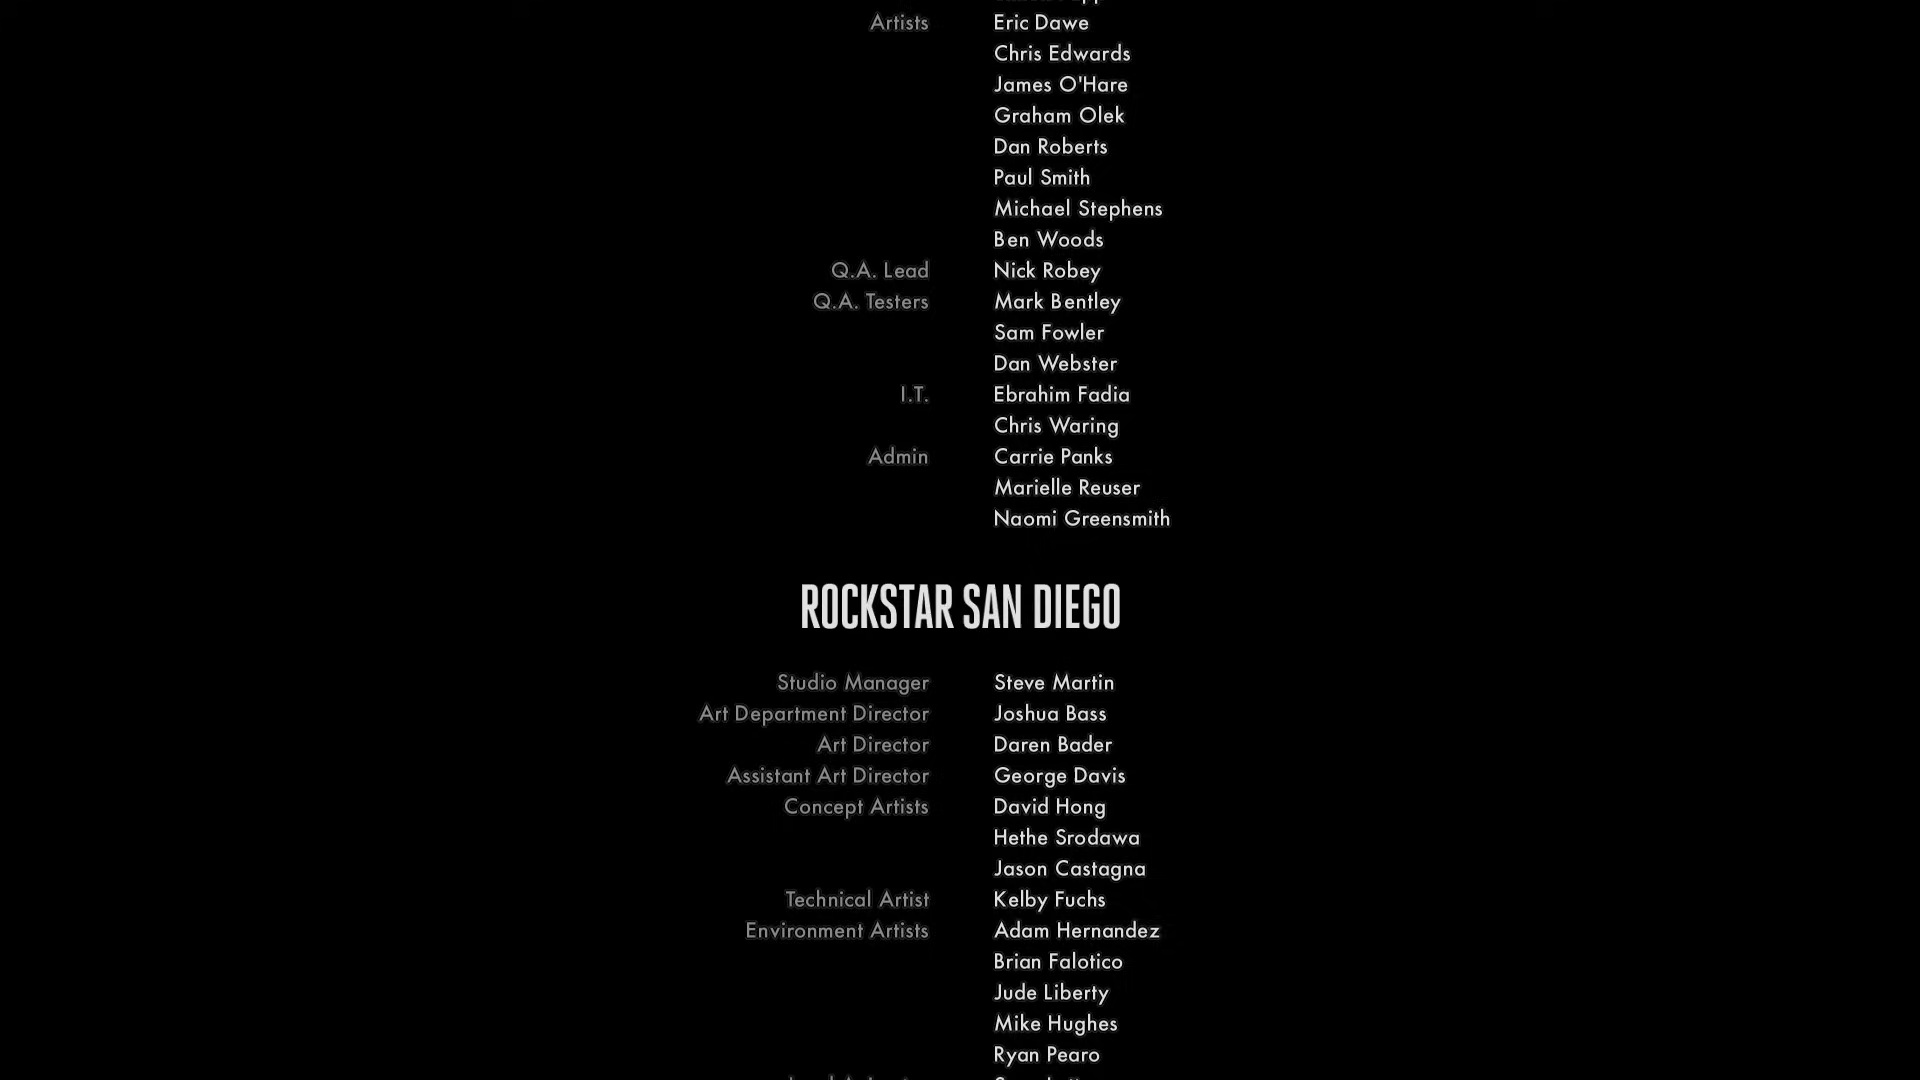 Artists Eric Dawe
Chris Edwards
James O'Hare
Graham Olek
Dan Roberts
Paul Smith
Michael Stephens
Ben Woods
Q.A. Lead Nick Robey
Q.A. Testers Mark Bentley
Sam Fowler
Dan Webster
I.T. Ebrahim Fadia
Chris Waring
Admin Carrie Panks
Marielle Reuser
Naomi Greensmith
ROCKSTAR SAN DIEGO
Studio Manager Steve Martin
Art Department Director Joshua Bass
Art Director Daren Bader
Assistant Art Director George Davis
Concept Artists David Hong
Hethe Srodawa
Jason Castagna
Technical Artist Kelby Fuchs
Environment Artists Adam Hernandez
Brian Falotico
Jude Liberty
Mike Hughes
Ryan Pearo